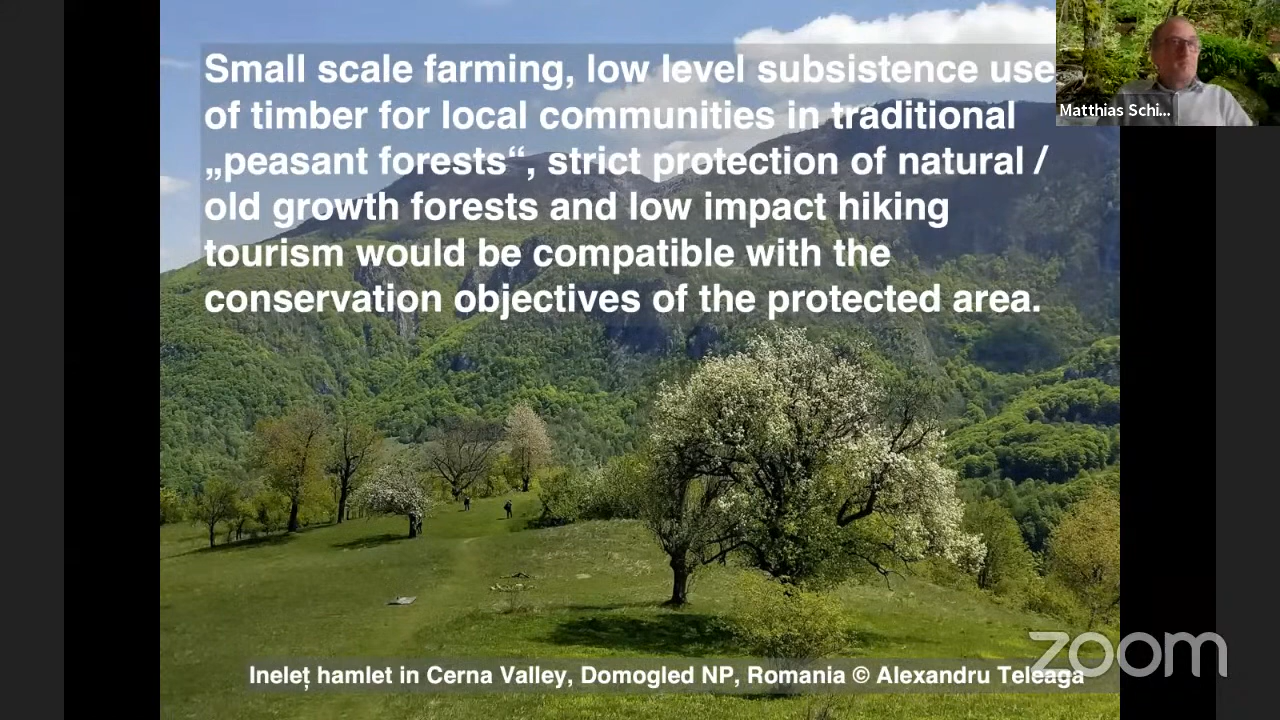 Small scale farming, low level subsistence use
of timber for local communities in traditional
„peasant forests“, strict protection of natural /
old growth forests and low impact hiking
tourism would be compatible with the
conservation objectives of the protected area.
Matthias Schi...
Ineleț hamlet in Cerna Valley, Domogled NP, Romania © Alexandru Teleaga
zoom